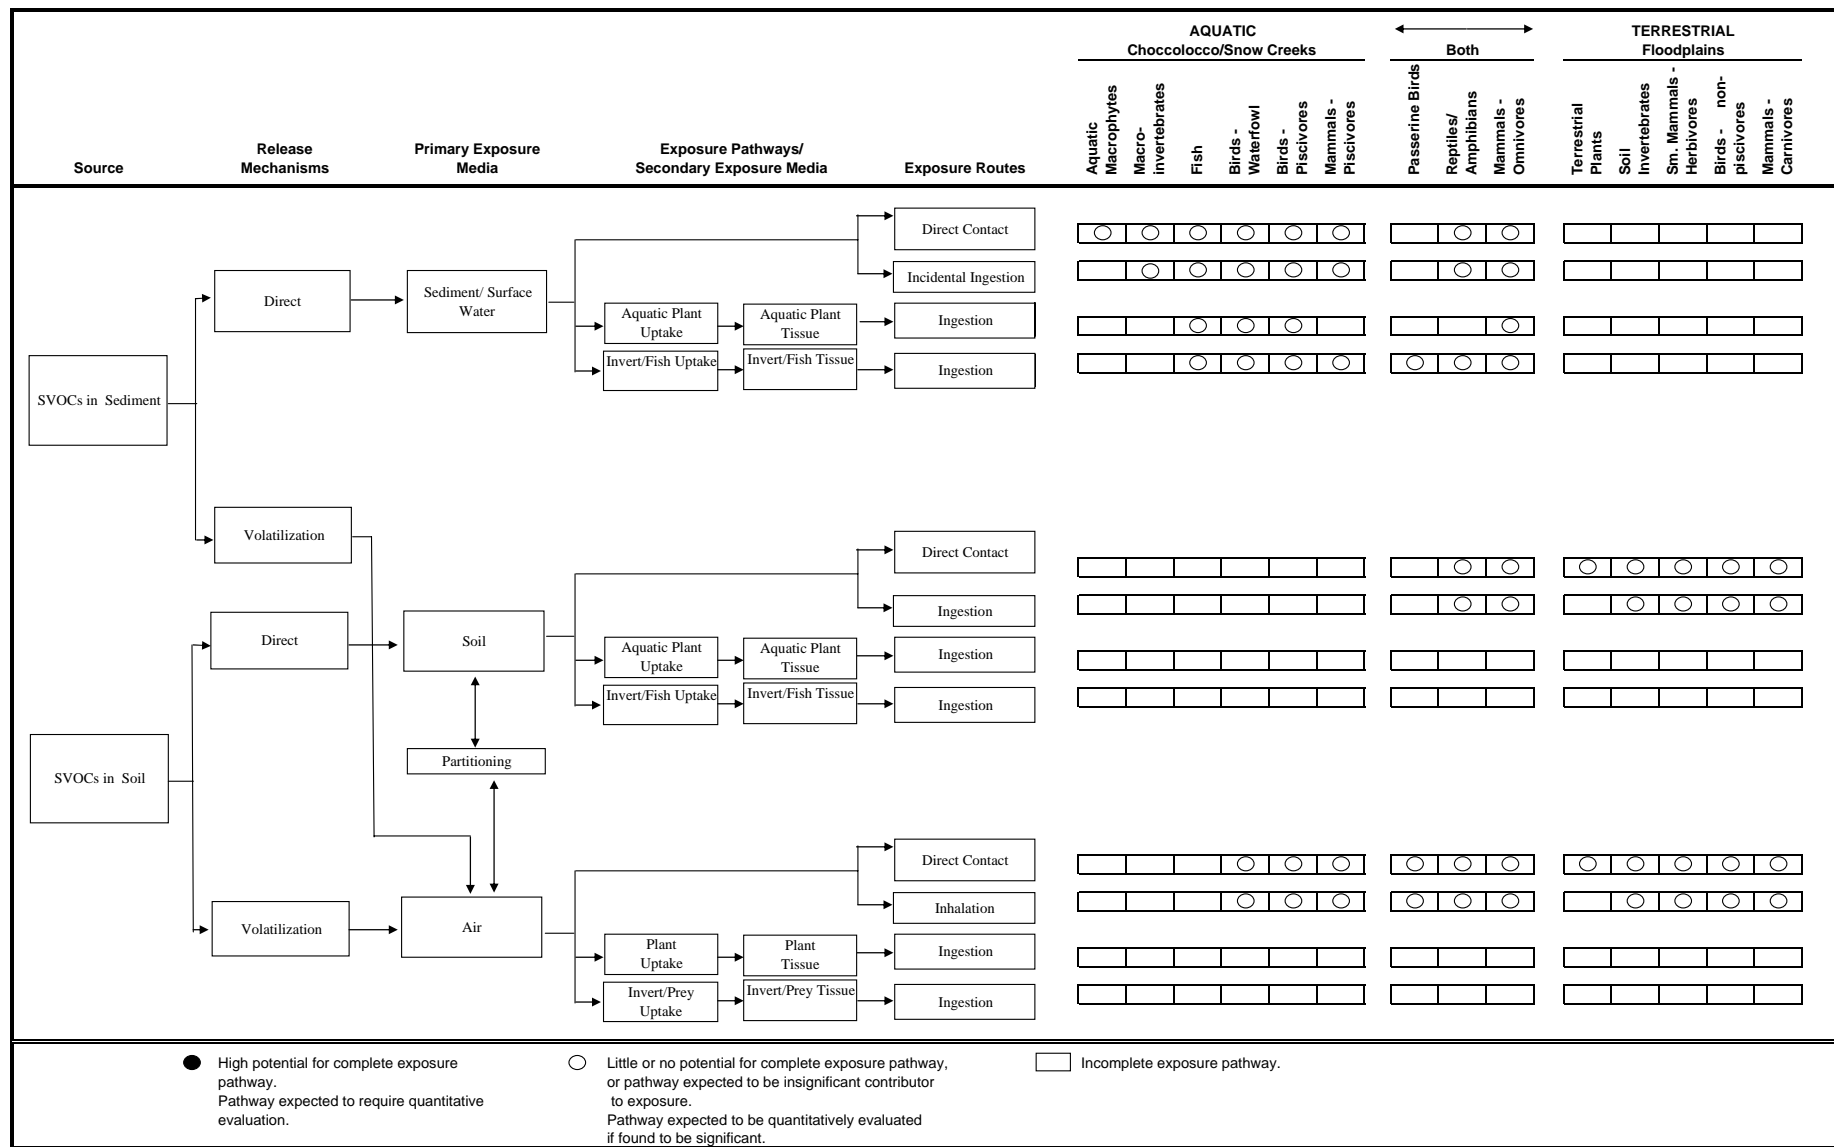 AQUATIC
Choccolocco/Snow Creeks
Both
TERRESTRIAL
Floodplains
Source
Release
Mechanisms
Primary Exposure
Media
Exposure Pathways/
Secondary Exposure Media
Exposure Routes
Aquatic
Macrophytes
Macro-
invertebrates
Fish
Birds -
Waterfowl
Birds -
Piscivores
Mammals -
Piscivores
Passerine Birds
Reptiles/
Amphibians
Mammals -
Omnivores
Terrestrial
Plants
Soil
Invertebrates
Sm. Mammals -
Herbivores
Birds - non-
piscivores
Mammals -
Carnivores
Direct Contact
Incidental Ingestion
Direct
Sediment/ Surface
Water
Aquatic Plant
Uptake
Aquatic Plant
Tissue
Ingestion
Invert/Fish Uptake
Invert/Fish Tissue
Ingestion
SVOCs in Sediment
Volatilization
Direct Contact
Ingestion
Direct
Soil
Aquatic Plant
Uptake
Aquatic Plant
Tissue
Ingestion
Invert/Fish Uptake
Invert/Fish Tissue
Ingestion
Partitioning
SVOCs in Soil
Direct Contact
Inhalation
Volatilization
Air
Plant
Uptake
Plant
Tissue
Ingestion
Invert/Prey
Uptake
Invert/Prey Tissue
Ingestion
High potential for complete exposure
pathway.
Pathway expected to require quantitative
evaluation.
Little or no potential for complete exposure pathway,
or pathway expected to be insignificant contributor
to exposure.
Pathway expected to be quantitatively evaluated
if found to be significant.
Incomplete exposure pathway.